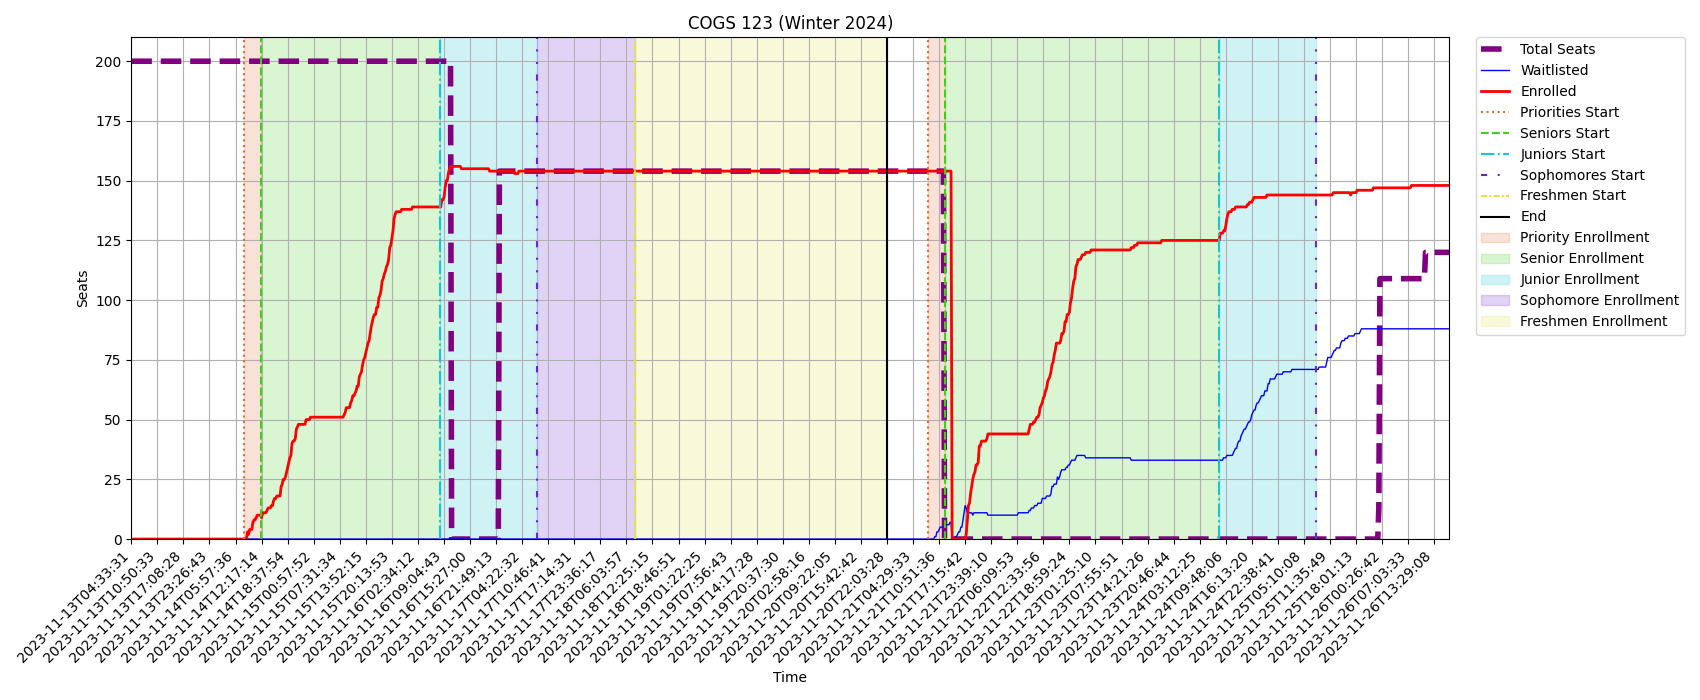 COGS 123 (Winter 2024)
Seats
200
175
150
125
100
75
50
25
0
2023-11-13T04:33:31
2023-11-13T10:50:33
2023-11-13T17:08:28
2023-11-13T23:26:43
2023-11-14T05:57:36
2023-11-14T12:17:14
2023-11-14T18:37:54
2023-11-15T00:57:52
2023-11-15T07:31:34
2023-11-15T13:52:15
2023-11-15T20:13:53
2023-11-16T02:34:12
2023-11-16T09:04:43
2023-11-16T15:27:00
2023-11-16T21:49:13
2023-11-17T04:22:32
2023-11-17T10:46:41
2023-11-17T17:14:31
2023-11-17T23:36:17
2023-11-18T06:03:57
2023-11-18T12:25:15
2023-11-18T18:46:51
2023-11-19T01:22:25
2023-11-19T07:56:43
2023-11-19T14:17:28
2023-11-19T20:37:30
2023-11-20T02:58:16
2023-11-20T09:22:05
2023-11-20T15:42:42
2023-11-20T22:03:28
2023-11-21T04:29:33
2023-11-21T10:51:36
2023-11-21T17:15:42
2023-11-21T23:39:10
2023-11-22T06:09:53
2023-11-22T12:33:56
2023-11-22T18:59:24
2023-11-23T01:25:10
2023-11-23T07:55:51
2023-11-23T14:21:26
2023-11-23T20:46:44
2023-11-24T03:12:25
2023-11-24T09:48:06
2023-11-24T16:13:20
2023-11-24T22:38:41
2023-11-25T05:10:08
2023-11-25T11:35:49
2023-11-25T18:01:13
2023-11-26T00:26:42
2023-11-26T07:03:33
2023-11-26T13:29:08
Time
Total Seats
Waitlisted
Enrolled
Priorities Start
Seniors Start
Juniors Start
Sophomores Start
Freshmen Start
End
Priority Enrollment
Senior Enrollment
Junior Enrollment
Sophomore Enrollment
Freshmen Enrollment